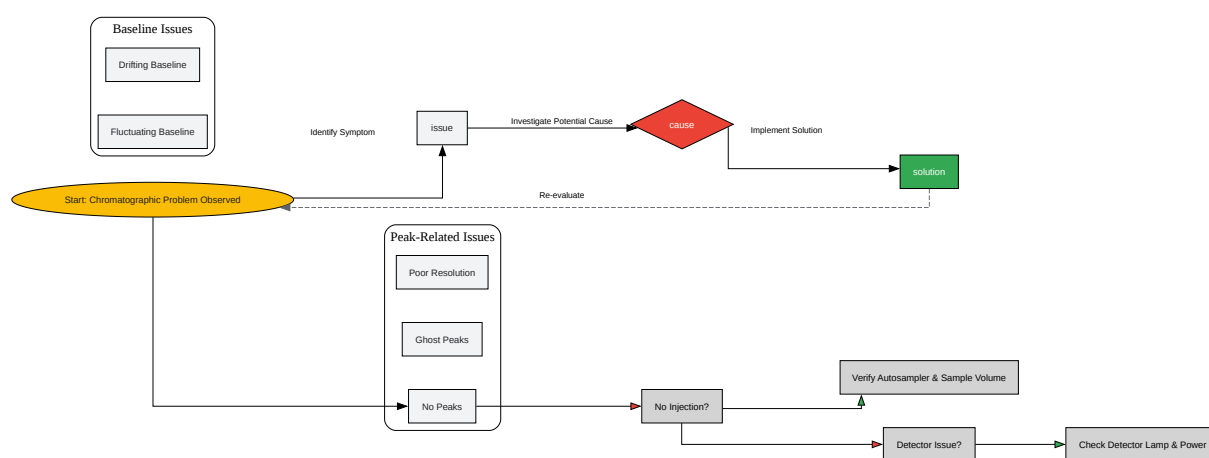 Baseline Issues
Drifting Baseline
Fluctuating Baseline
Identify Symptom
issue
Investigate Potential Cause
cause
Implement Solution
solution
Start: Chromatographic Problem Observed
Re-evaluate
Peak-Related Issues
Poor Resolution
Ghost Peaks
No Peaks
No Injection?
Verify Autosampler & Sample Volume
Detector Issue?
Check Detector Lamp & Power